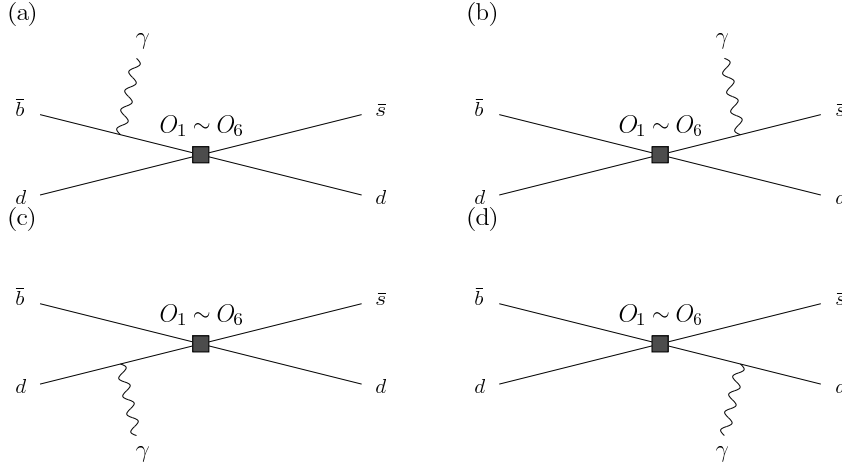 (a) (b)
γ γ
b̄ s̄ b̄ s̄
O₁ ∼ O₆ O₁ ∼ O₆
d d d
(c) (d)
b̄ s̄ b̄ s̄
O₁ ∼ O₆ O₁ ∼ O₆
d d d
γ γ